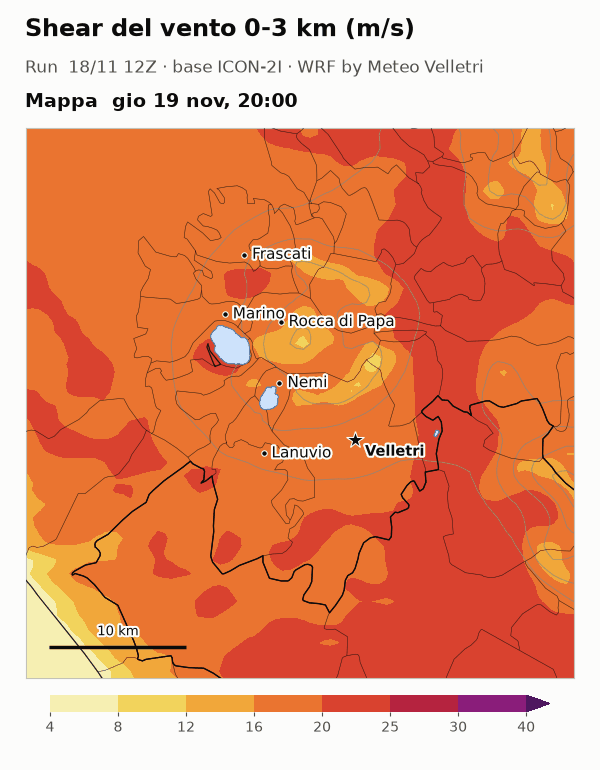 Shear del vento 0-3 km (m/s)
Run 18/11 12Z · base ICON-2I · WRF by Meteo Velletri
Mappa gio 19 nov, 20:00
Frascati
Marino
Rocca di Papa
Nemi
Velletri
Lanuvio
10 km
4 8 12 16 20 25 30 40